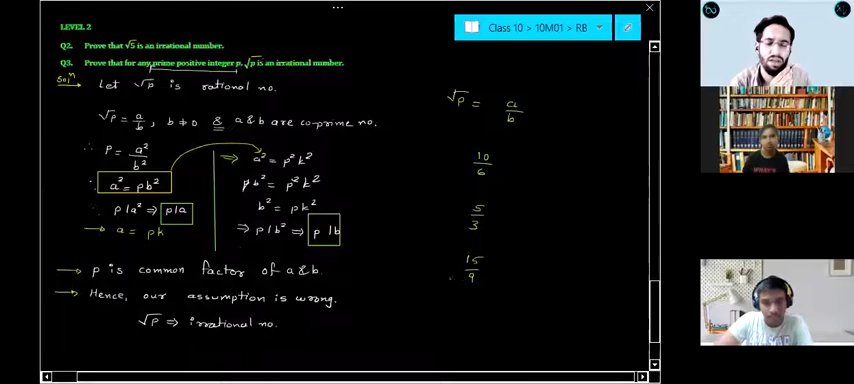 LEVEL 2
Q2. Prove that √5 is an irrational number.
Q3. Prove that for any prime positive integer p, √p is an irrational number.
Solⁿ → Let √p is rational no.
√p = a/b, b ≠ 0 & a & b are co-prime no.
∴ p = a²/b²
∴ a² = pb²
∴ p|a² ⇒ p|a
→ a = pk
⇒ a² = p²k²
pb² = p²k²
b² = pk²
⇒ p|b² ⇒ p|b
→ p is common factor of a & b.
→ Hence, our assumption is wrong.
√p ⇒ irrational no.
Class 10 > 10M01 > RB
√p = a/b
10/6
5/3
15/9